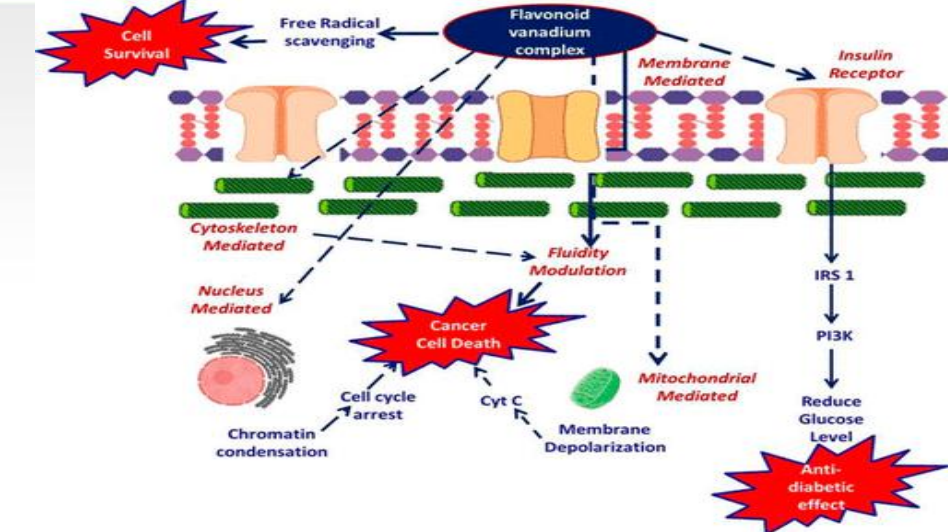 Flavonoid
vanadium
complex
Free Radical
scavenging
Cell
Survival
Membrane
Mediated
Insulin
Receptor
Cytoskeleton
Mediated
Fluidity
Modulation
Nucleus
Mediated
IRS 1
Cancer
Cell Death
PI3K
Mitochondrial
Mediated
Cell cycle
arrest
Cyt C
Reduce
Glucose
Level
Chromatin
condensation
Membrane
Depolarization
Anti-
diabetic
effect